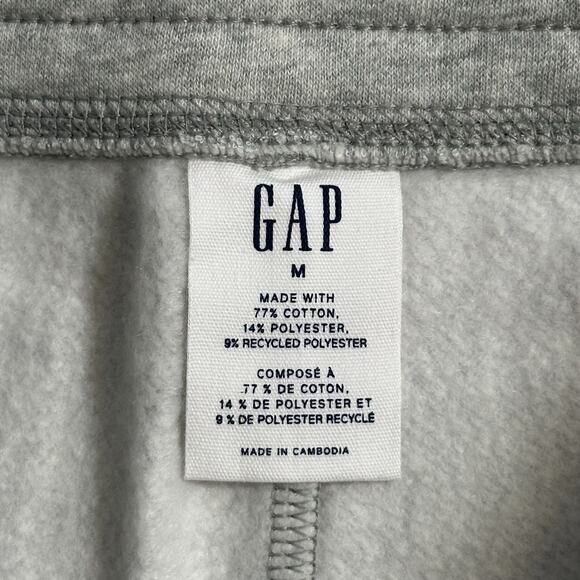 GAP
M
MADE WITH
77% COTTON,
14% POLYESTER,
9% RECYCLED POLYESTER
COMPOSÉ À
77 % DE COTON,
14 % DE POLYESTER ET
9 % DE POLYESTER RECYCLÉ
MADE IN CAMBODIA